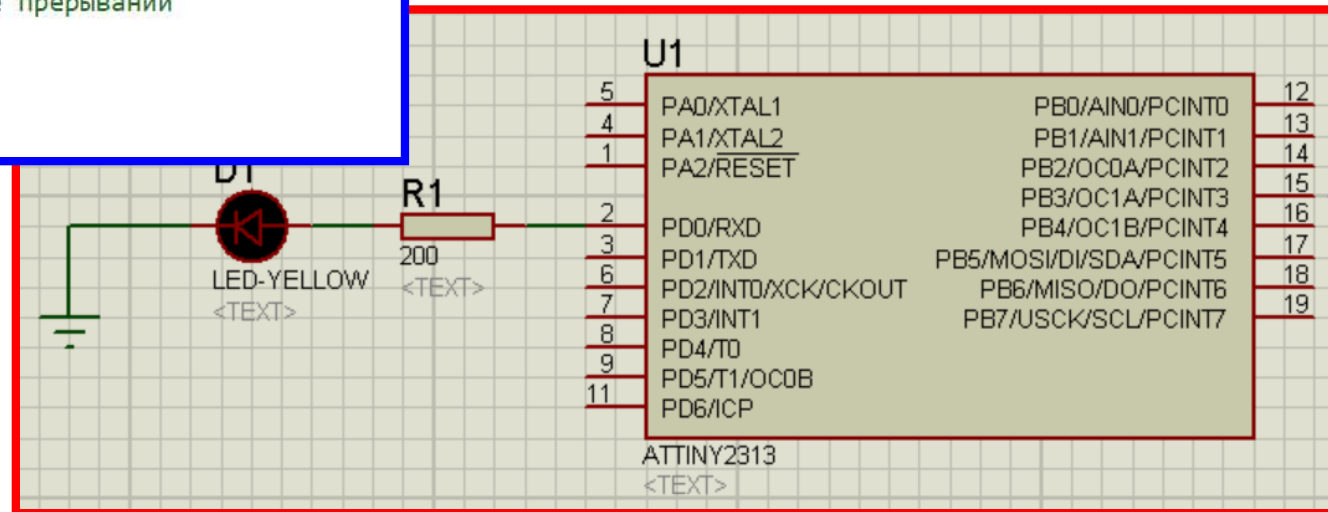 прерываний
U1
5
PA0/XTAL1
PB0/AIN0/PCINT0
12
4
PA1/XTAL2
PB1/AIN1/PCINT1
13
1
PA2/RESET
PB2/OC0A/PCINT2
14
PB3/OC1A/PCINT3
15
2
PD0/RXD
PB4/OC1B/PCINT4
16
3
PD1/TXD
PB5/MOSI/DI/SDA/PCINT5
17
6
PD2/INT0/XCK/CKOUT
PB6/MISO/DO/PCINT6
18
7
PD3/INT1
PB7/USCK/SCL/PCINT7
19
8
PD4/T0
9
PD5/T1/OC0B
11
PD6/ICP
ATTINY2313
<TEXT>
D1
LED-YELLOW
<TEXT>
R1
200
<TEXT>